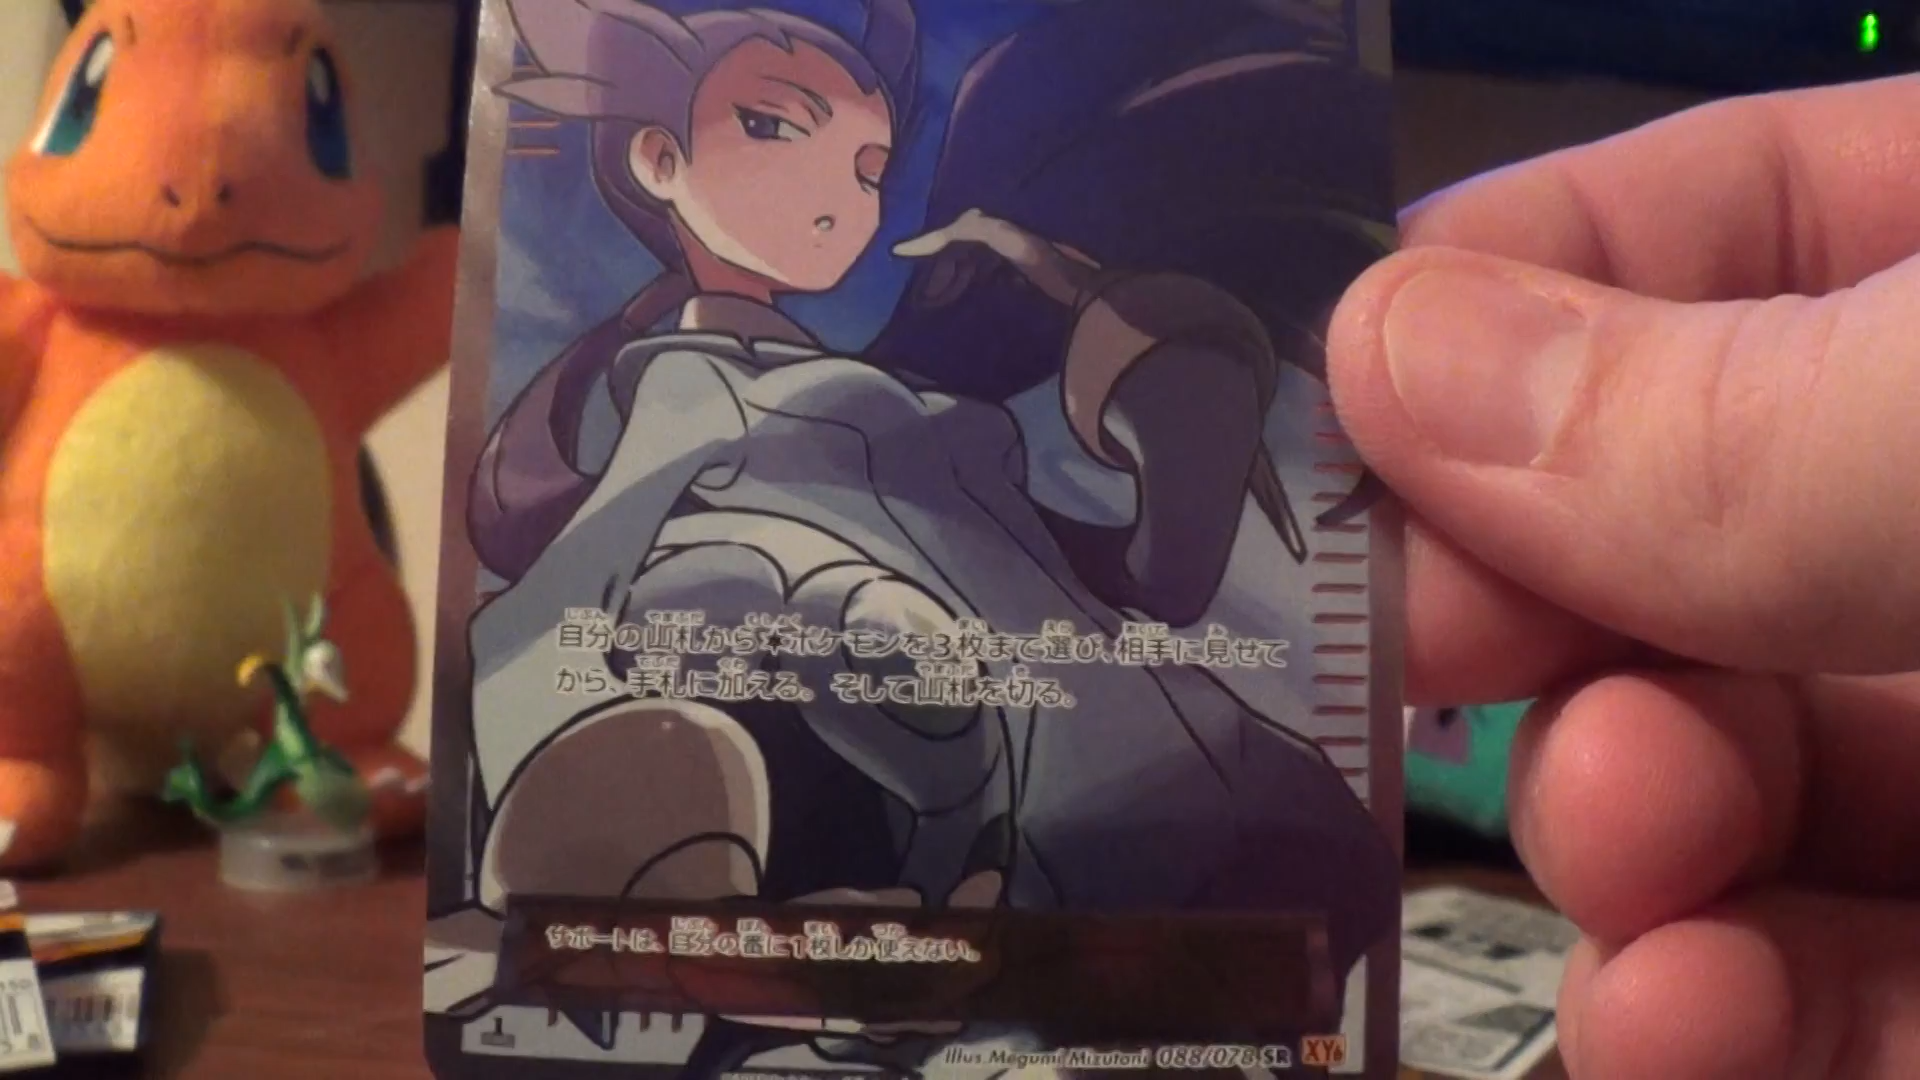 自分の山札から*ポケモンを3枚まで選び、相手に見せて
から、手札に加える。そして山札を切る。
サポートは、自分の番に1枚しか使えない。
Illus. Megumi Mizutani 088/078 SR XY6